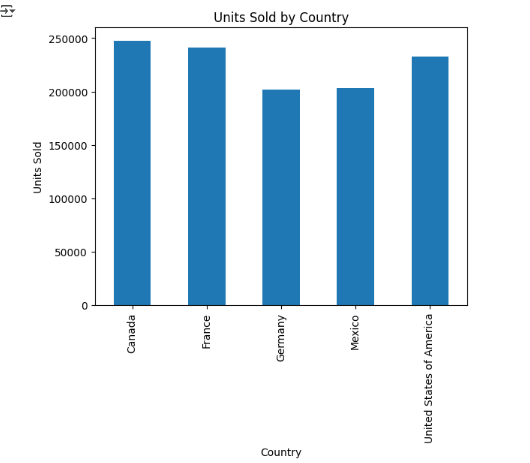 Units Sold by Country
250000
200000
150000
100000
50000
0
Units Sold
Canada
France
Germany
Mexico
United States of America
Country